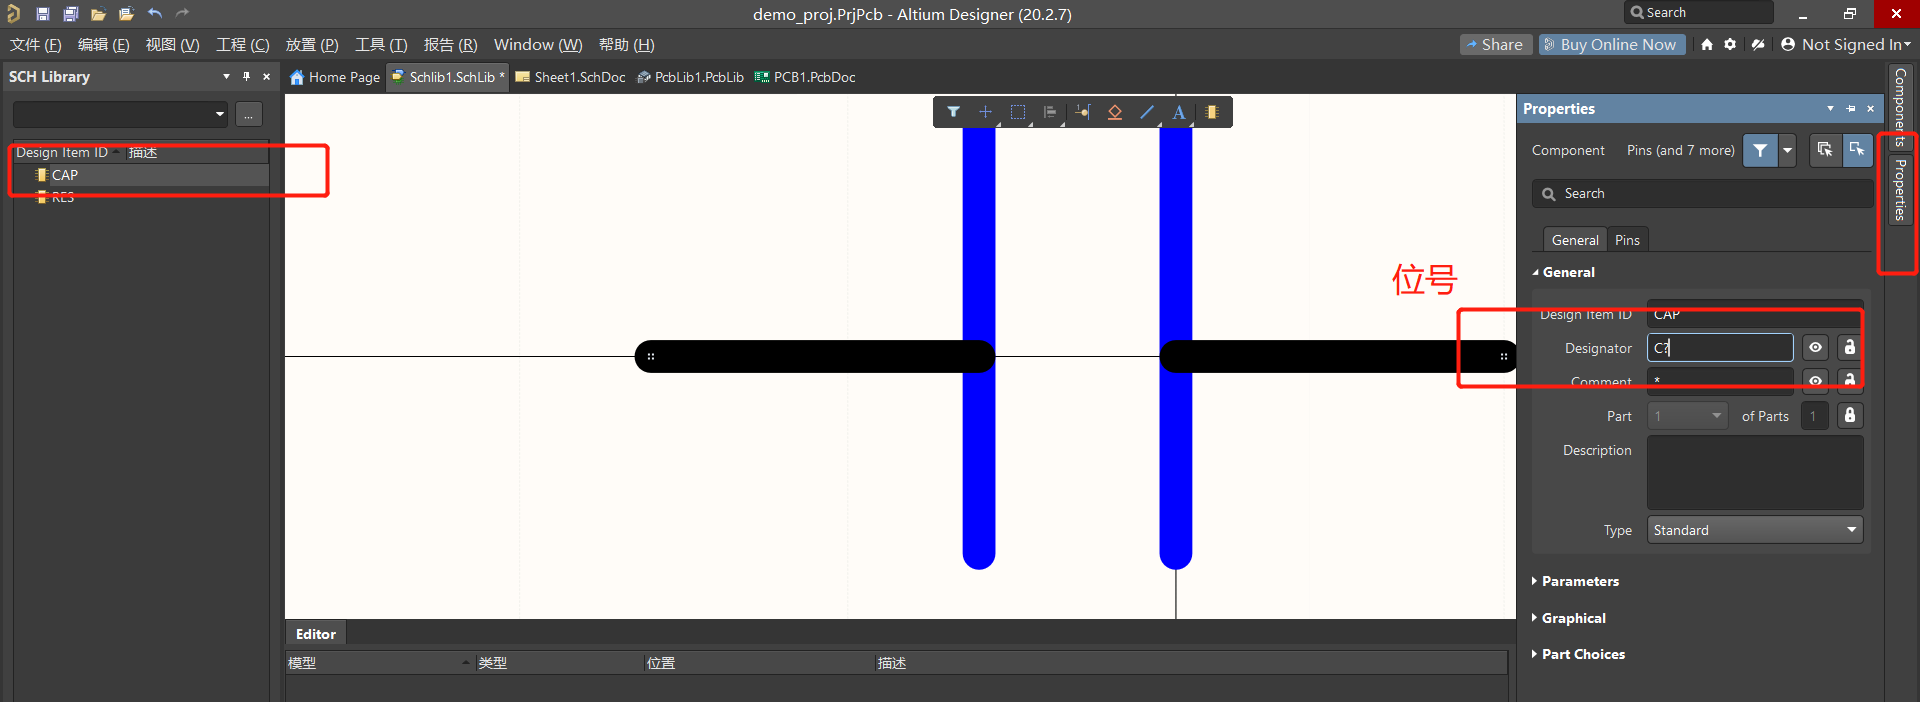 demo_proj.PrjPcb - Altium Designer (20.2.7)
Search
文件 (F) 编辑 (E) 视图 (V) 工程 (C) 放置 (P) 工具 (T) 报告 (R) Window (W) 帮助 (H)
Share
Buy Online Now
Not Signed In
SCH Library
Home Page
Schlib1.SchLib *
Sheet1.SchDoc
PcbLib1.PcbLib
PCB1.PcbDoc
...
Design Item ID 描述
CAP
RES
A
位号
Properties
Component Pins (and 7 more)
Search
General Pins
General
Design Item ID CAP
Designator C?
Comment *
Part 1 of Parts 1
Description
Type Standard
Parameters
Graphical
Part Choices
Components
Properties
Editor
模型 类型 位置 描述